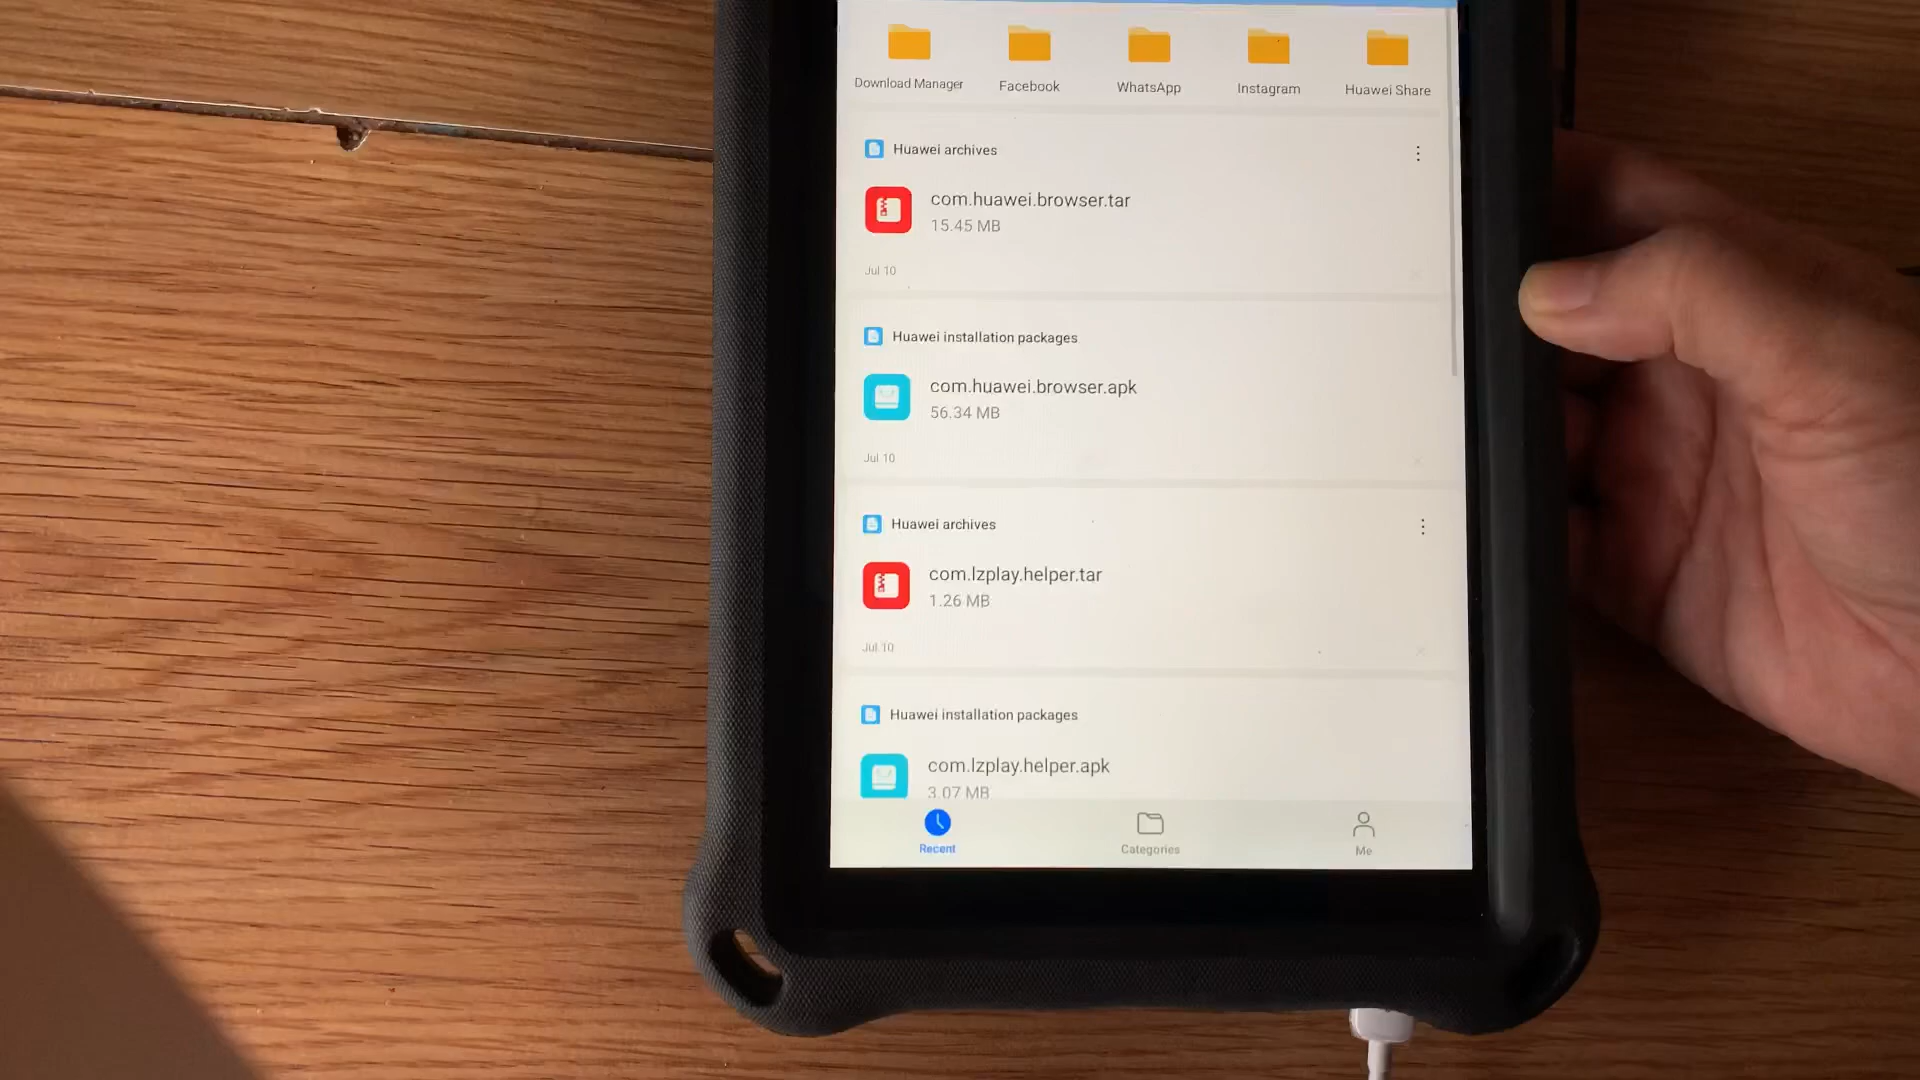 Download Manager
Facebook
WhatsApp
Instagram
Huawei Share
Huawei archives
com.huawei.browser.tar
15.45 MB
Jul 10
Huawei installation packages
com.huawei.browser.apk
56.34 MB
Jul 10
Huawei archives
com.lzplay.helper.tar
1.26 MB
Jul 10
Huawei installation packages
com.lzplay.helper.apk
3.07 MB
Recent
Categories
Me